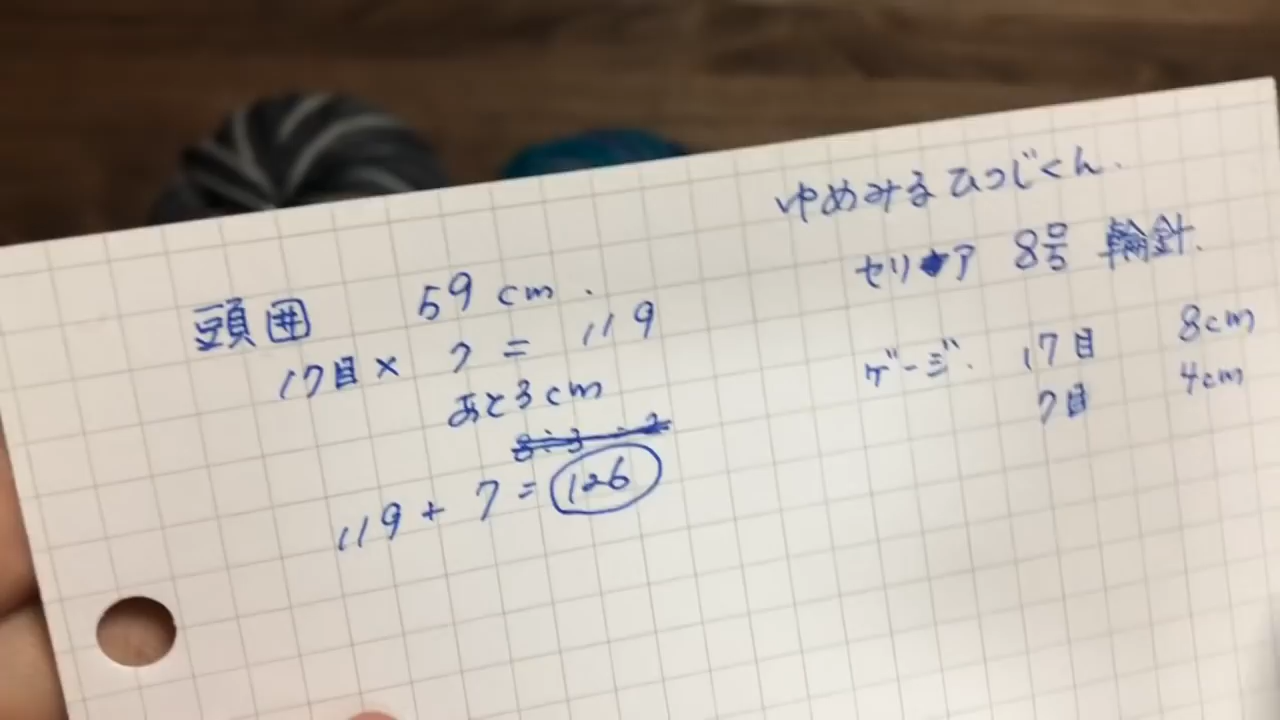 ゆめみるひつじくん.
セリア 8号 輪針.
ゲージ. 17目 8cm
7目 4cm
頭囲 59cm.
17目× 7 = 119
あと3cm
119 + 7 = 126